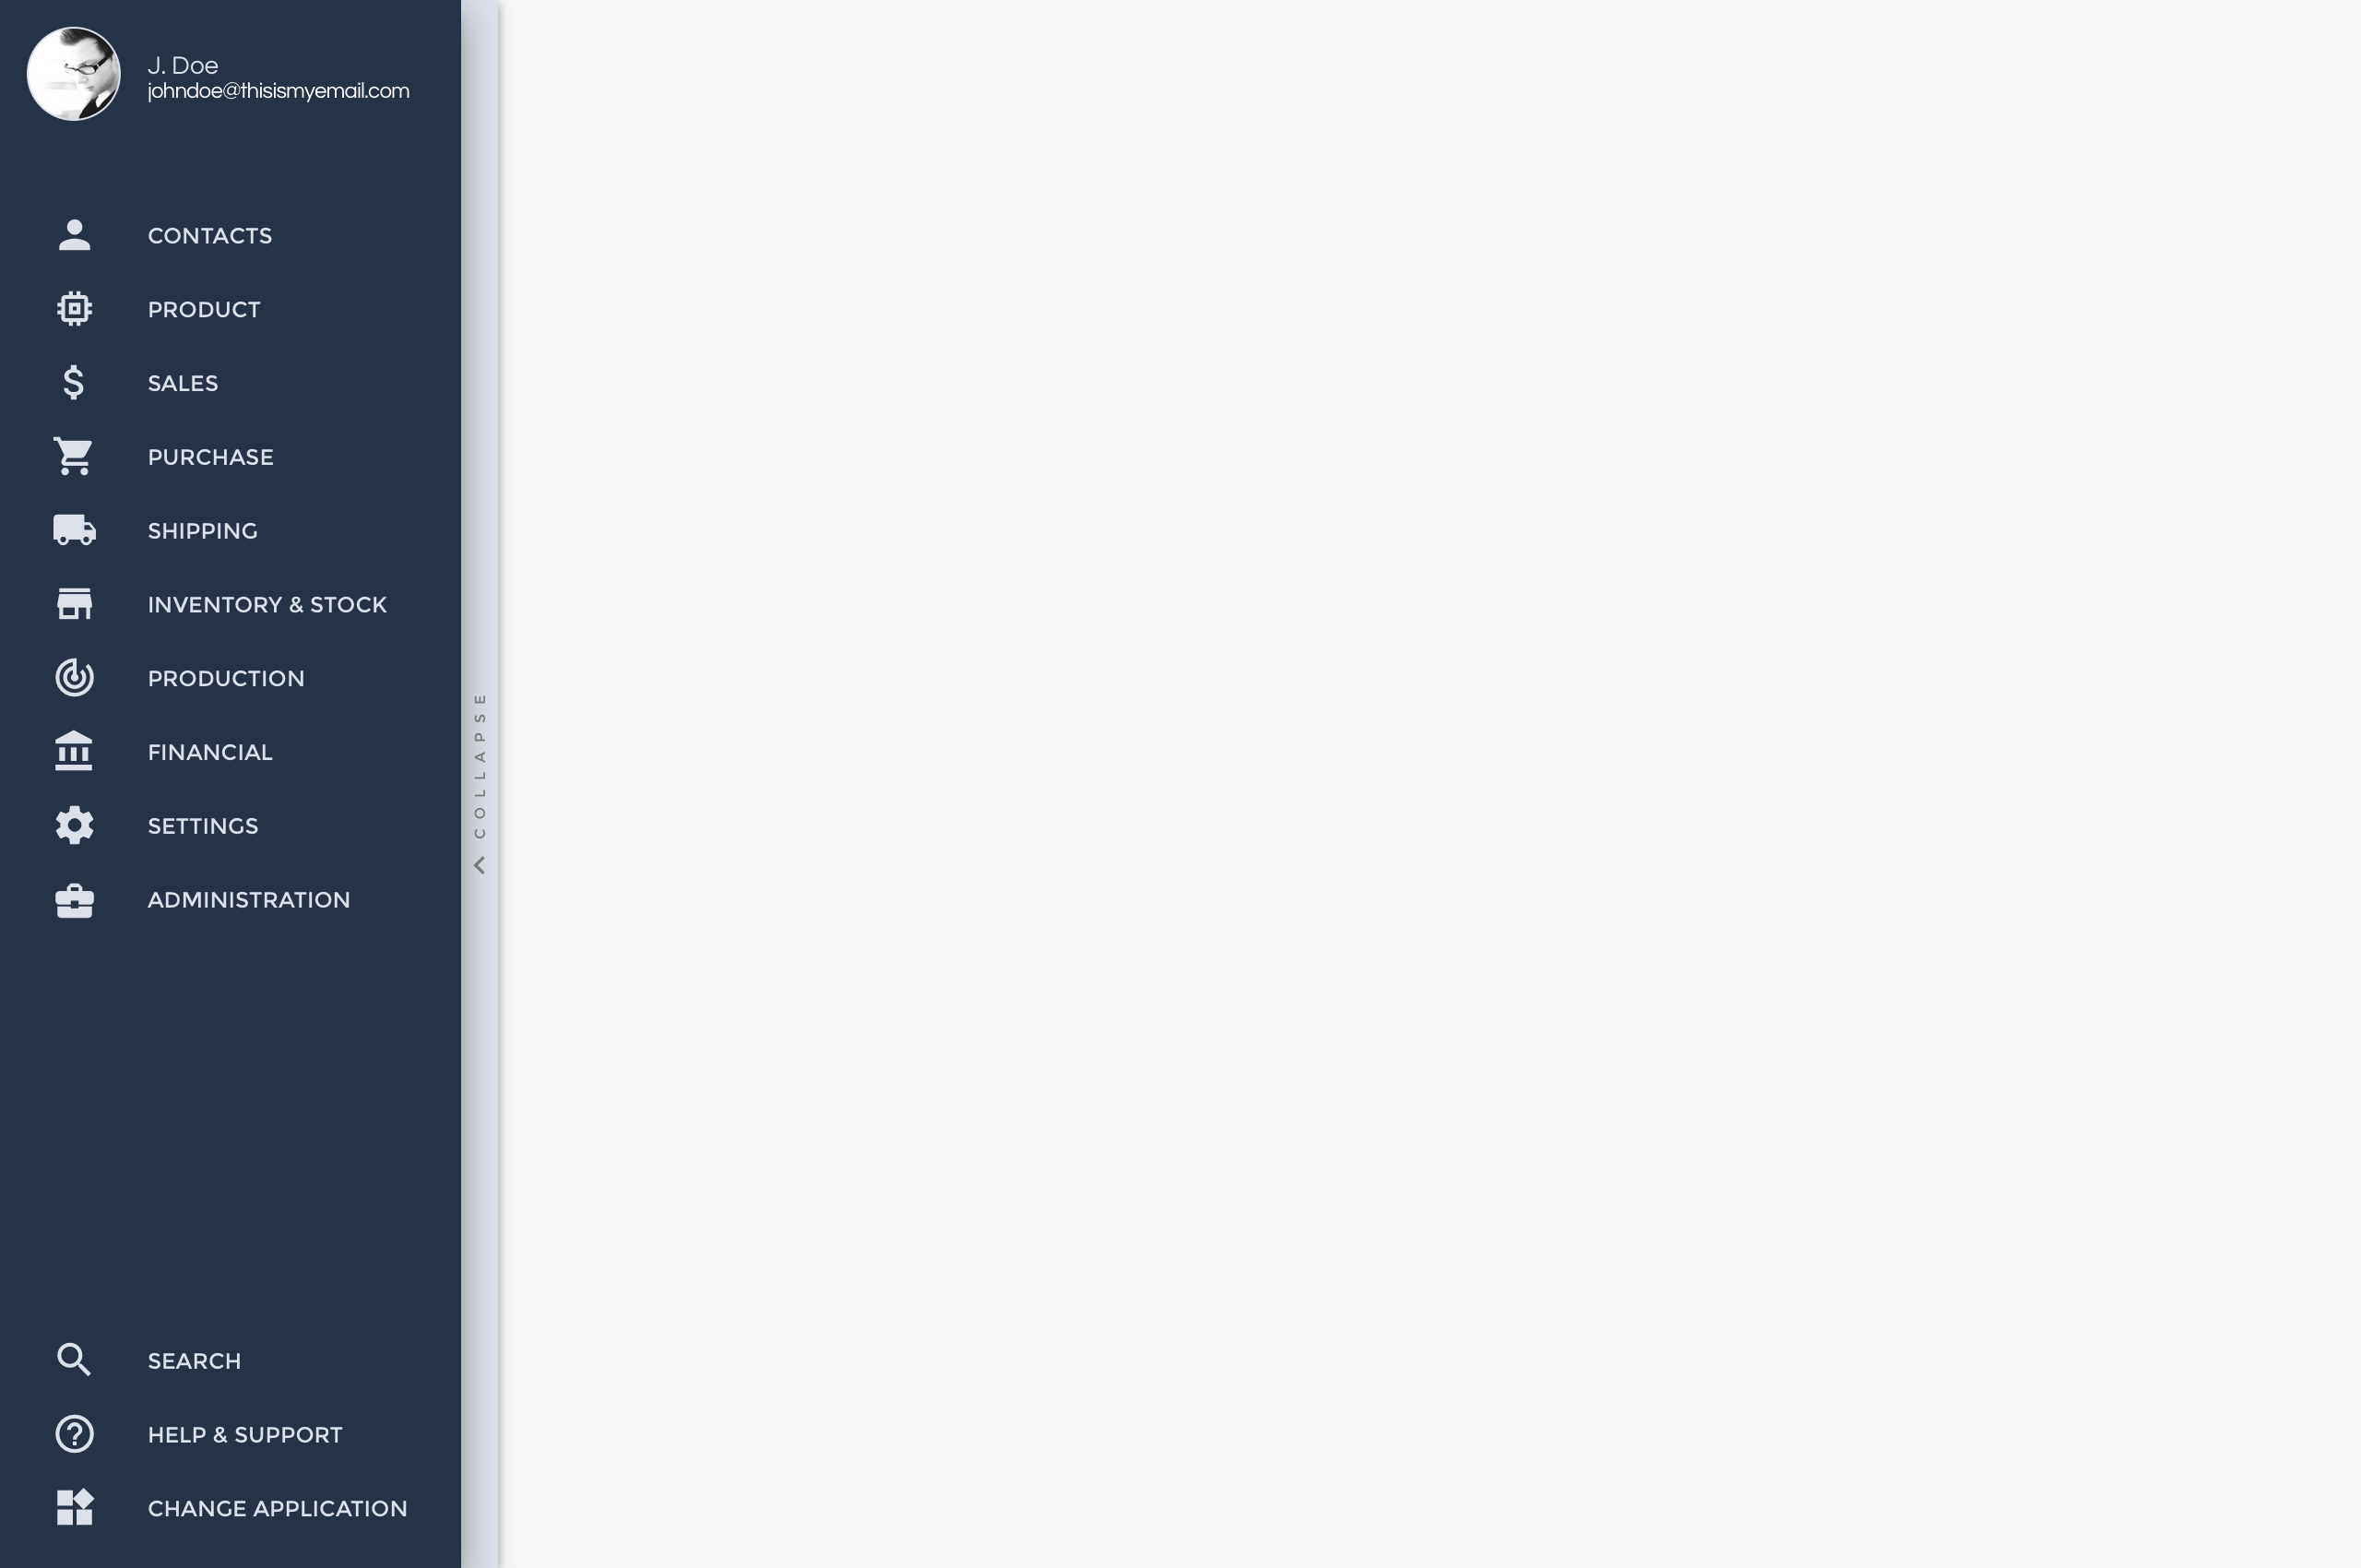 J. Doe
johndoe@thisismyemail.com
CONTACTS
PRODUCT
SALES
PURCHASE
SHIPPING
INVENTORY & STOCK
PRODUCTION
FINANCIAL
SETTINGS
ADMINISTRATION
SEARCH
HELP & SUPPORT
CHANGE APPLICATION
COLLAPSE